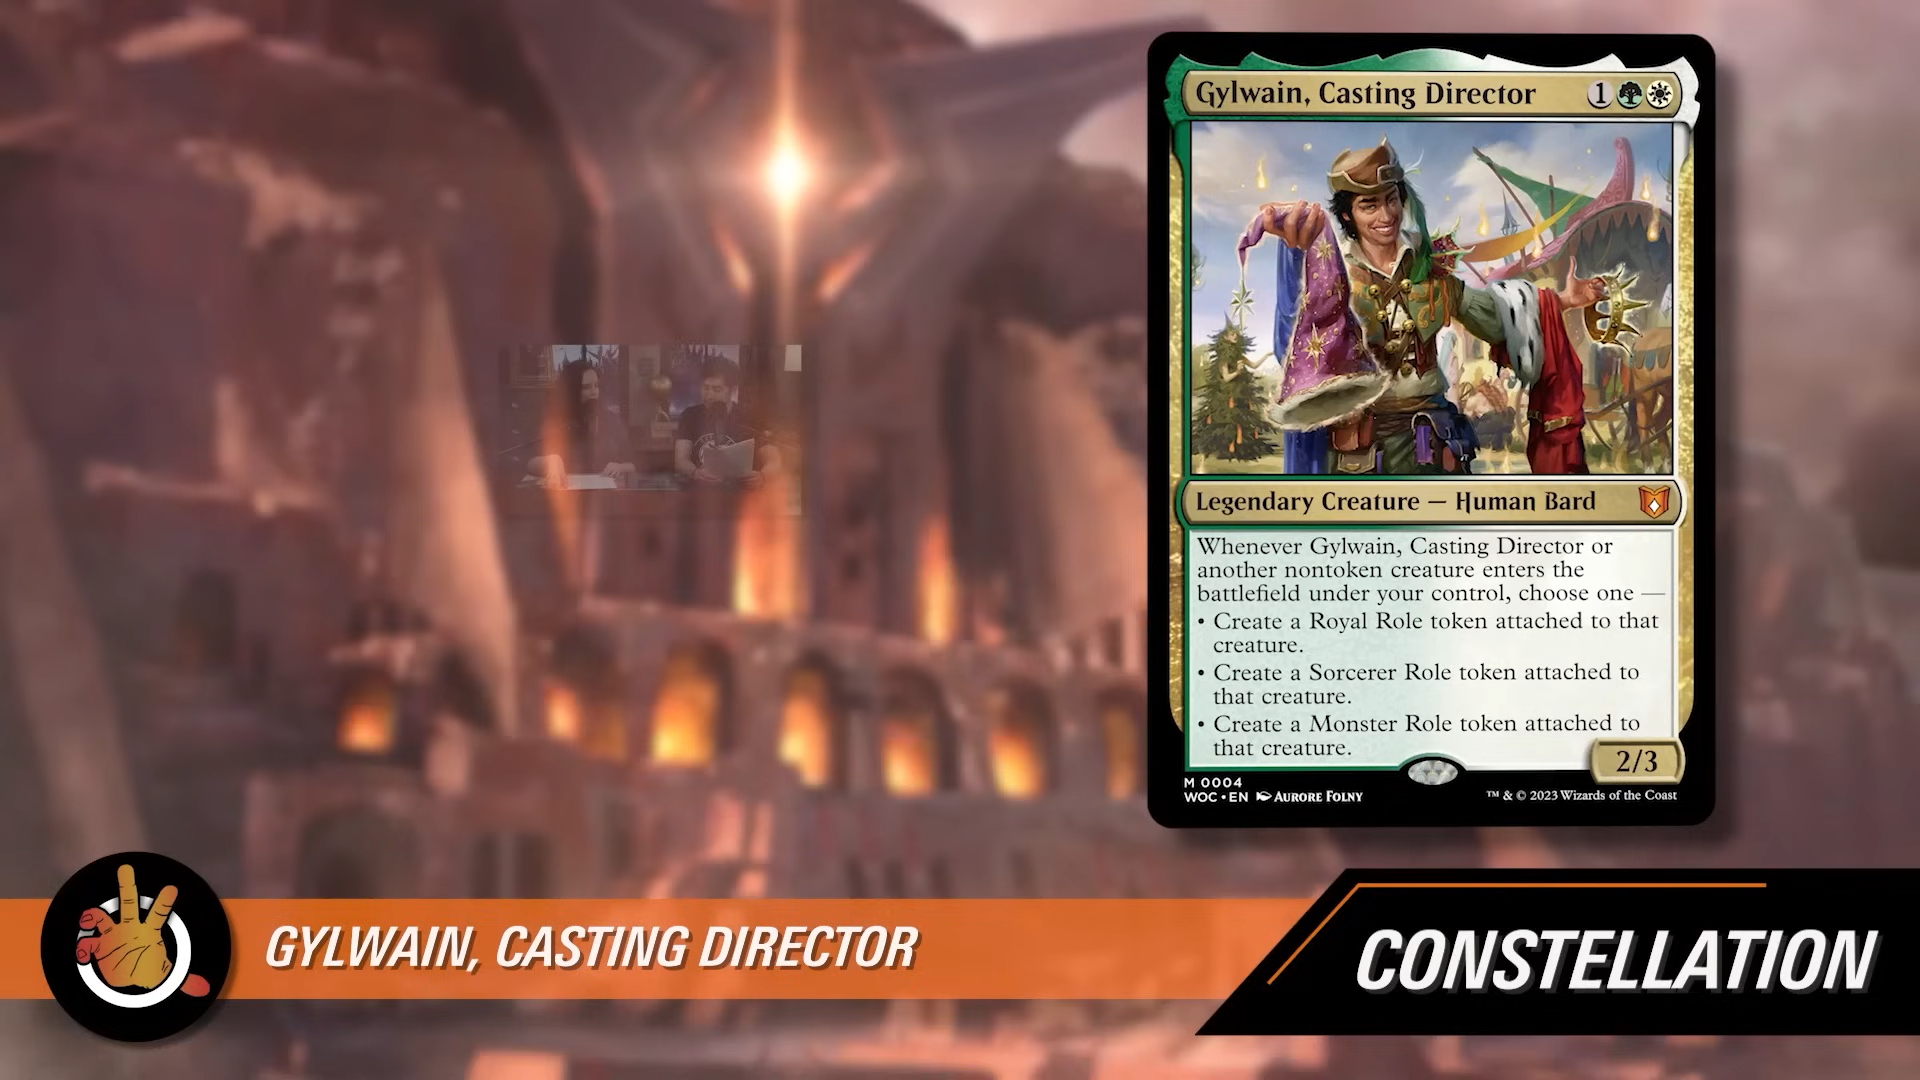 Gylwain, Casting Director 1
Legendary Creature — Human Bard
Whenever Gylwain, Casting Director or
another nontoken creature enters the
battlefield under your control, choose one —
• Create a Royal Role token attached to that
creature.
• Create a Sorcerer Role token attached to
that creature.
• Create a Monster Role token attached to
that creature.
2/3
M 0004
WOC • EN AURORE FOLNY
™ & © 2023 Wizards of the Coast
GYLWAIN, CASTING DIRECTOR
CONSTELLATION